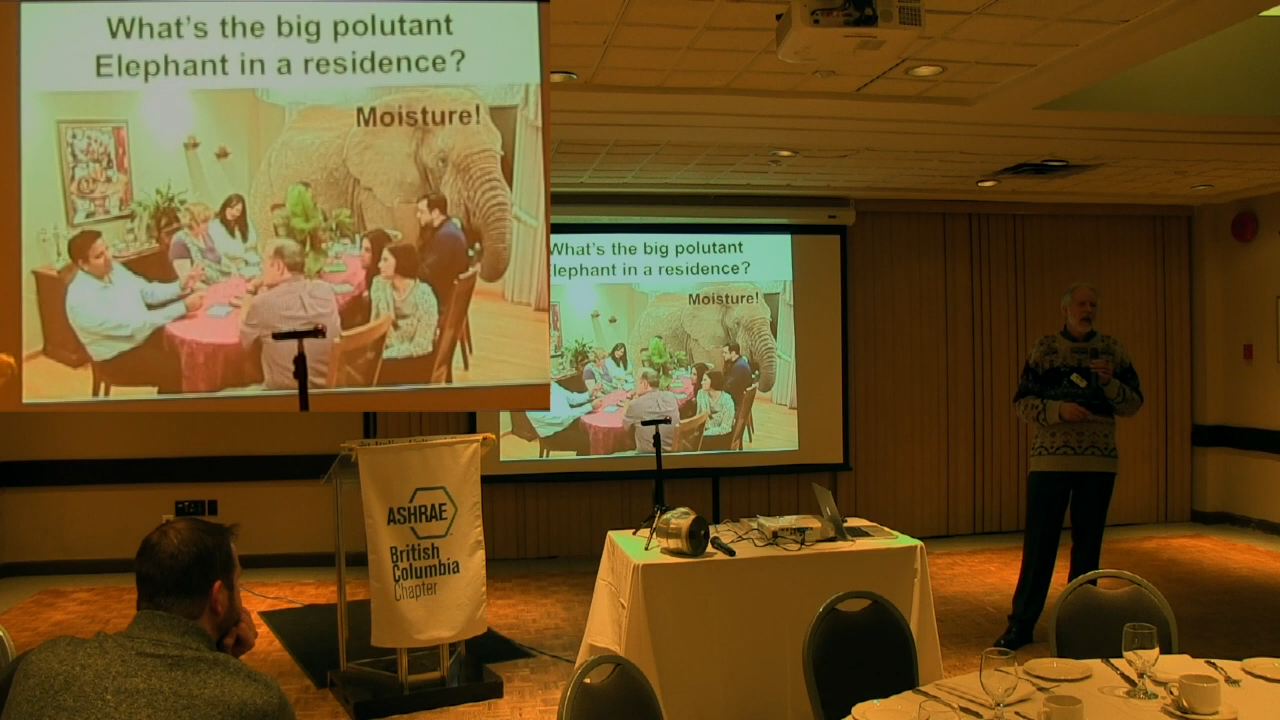 What's the big polutant
Elephant in a residence?
Moisture!
What's the big polutant
Elephant in a residence?
Moisture!
ASHRAE
British
Columbia
Chapter